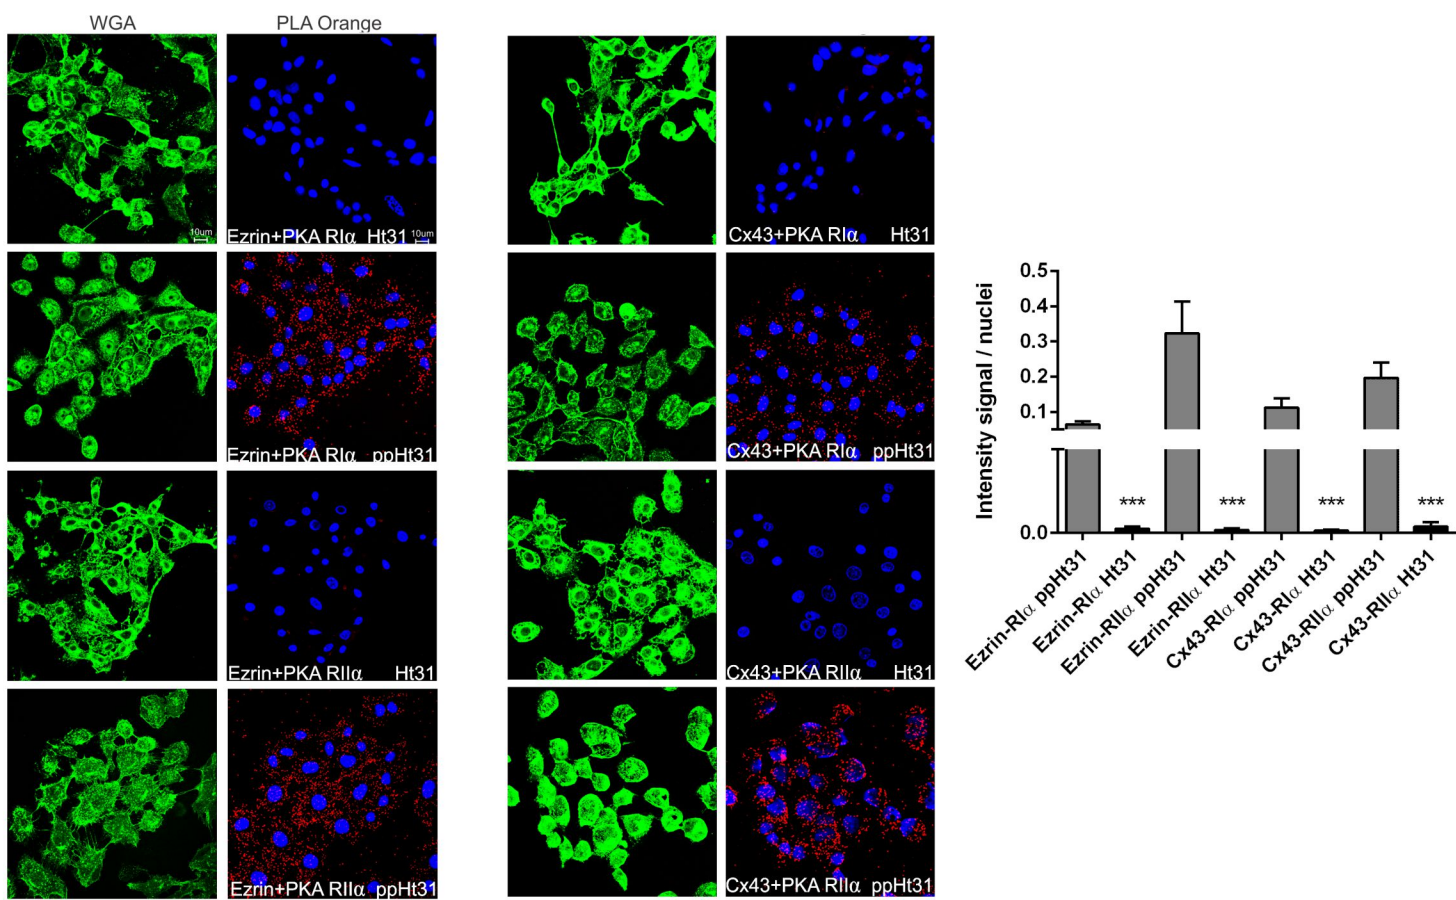 WGA
PLA Orange
10um
Ezrin+PKA RIα Ht31
10um
Ezrin+PKA RIα ppHt31
Ezrin+PKA RIIα Ht31
Ezrin+PKA RIIα ppHt31
Cx43+PKA RIα Ht31
Cx43+PKA RIα ppHt31
Cx43+PKA RIIα Ht31
Cx43+PKA RIIα ppHt31
Intensity signal / nuclei
0.5
0.4
0.3
0.2
0.1
0.0
***
***
***
***
Ezrin-RIα ppHt31
Ezrin-RIα Ht31
Ezrin-RIIα ppHt31
Ezrin-RIIα Ht31
Cx43-RIα ppHt31
Cx43-RIα Ht31
Cx43-RIIα ppHt31
Cx43-RIIα Ht31